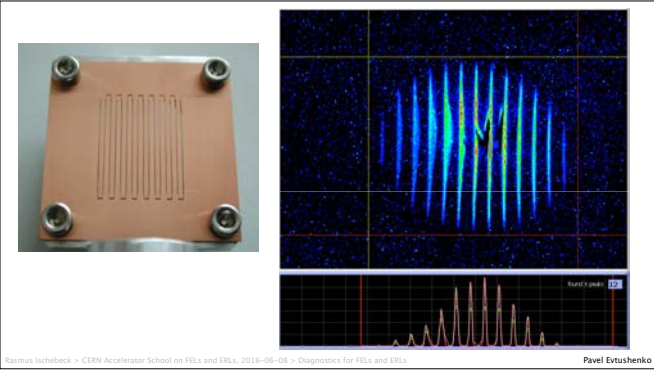 found X peaks: 12
Rasmus Ischebeck > CERN Accelerator School on FELs and ERLs, 2016-06-08 > Diagnostics for FELs and ERLs
Pavel Evtushenko